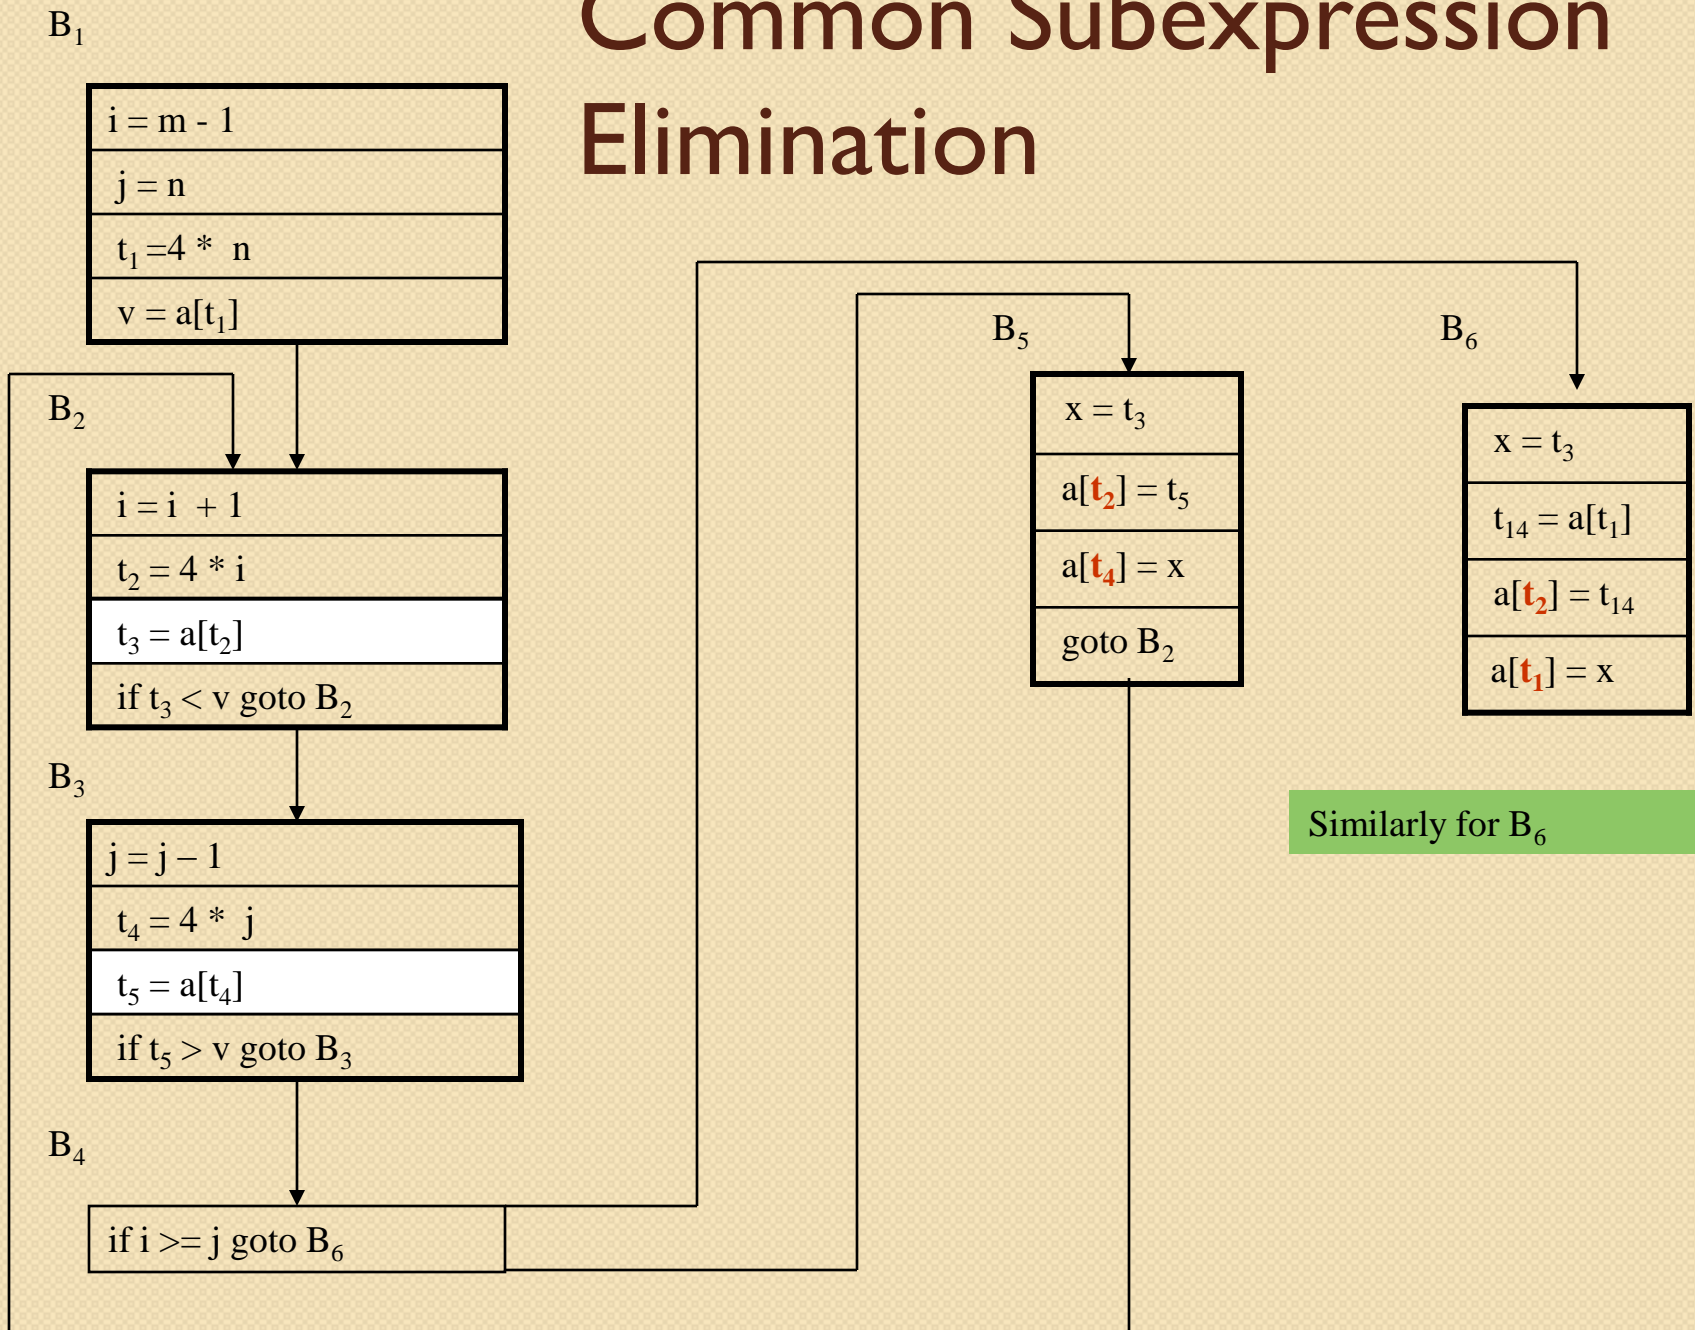 Common Subexpression
Elimination
B₁
i = m - 1
j = n
t₁ =4 * n
v = a[t₁]
B₂
i = i + 1
t₂ = 4 * i
t₃ = a[t₂]
if t₃ < v goto B₂
B₃
j = j – 1
t₄ = 4 * j
t₅ = a[t₄]
if t₅ > v goto B₃
B₄
if i >= j goto B₆
B₅
x = t₃
a[t₂] = t₅
a[t₄] = x
goto B₂
B₆
x = t₃
t₁₄ = a[t₁]
a[t₂] = t₁₄
a[t₁] = x
Similarly for B₆